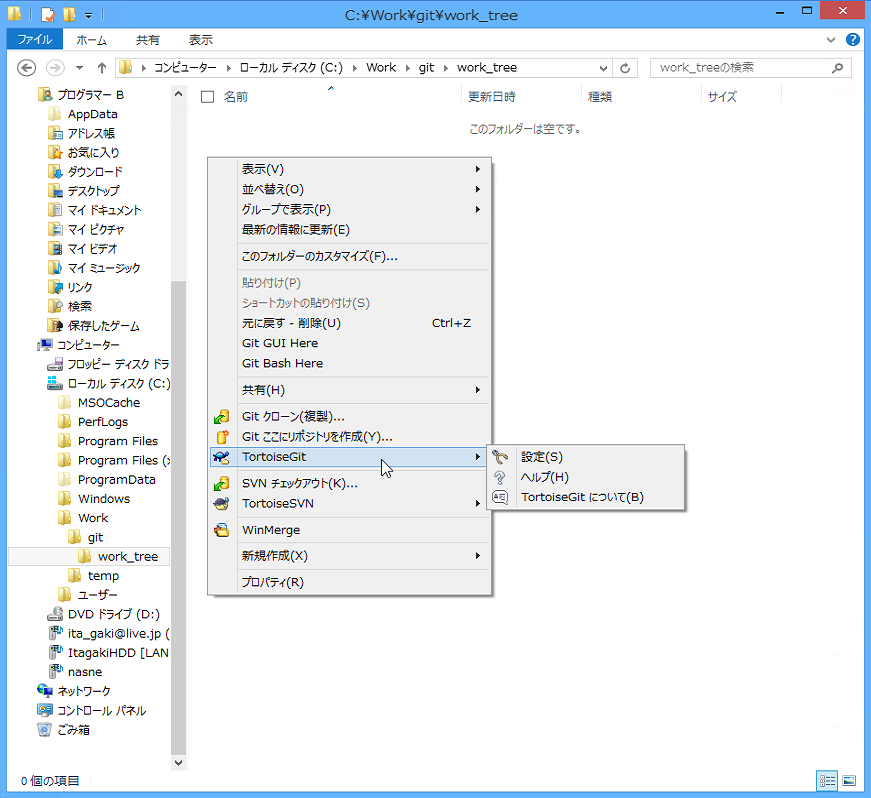 C:¥Work¥git¥work_tree
ファイル ホーム 共有 表示
コンピューター ローカル ディスク (C:) Work git work_tree
work_treeの検索
プログラマー B
AppData
アドレス帳
お気に入り
ダウンロード
デスクトップ
マイ ドキュメント
マイ ピクチャ
マイ ビデオ
マイ ミュージック
リンク
検索
保存したゲーム
コンピューター
フロッピー ディスク ドラ
ローカル ディスク (C:)
MSOCache
PerfLogs
Program Files
Program Files (x
ProgramData
Windows
Work
git
work_tree
temp
ユーザー
DVD ドライブ (D:)
ita_gaki@live.jp (
ItagakiHDD [LAN
nasne
ネットワーク
コントロール パネル
ごみ箱
名前 更新日時 種類 サイズ
このフォルダーは空です。
表示(V)
並べ替え(O)
グループで表示(P)
最新の情報に更新(E)
このフォルダーのカスタマイズ(F)...
貼り付け(P)
ショートカットの貼り付け(S)
元に戻す - 削除(U) Ctrl+Z
Git GUI Here
Git Bash Here
共有(H)
Git クローン(複製)...
Git ここにリポジトリを作成(Y)...
TortoiseGit
SVN チェックアウト(K)...
TortoiseSVN
WinMerge
新規作成(X)
プロパティ(R)
設定(S)
ヘルプ(H)
TortoiseGit について(B)
0 個の項目